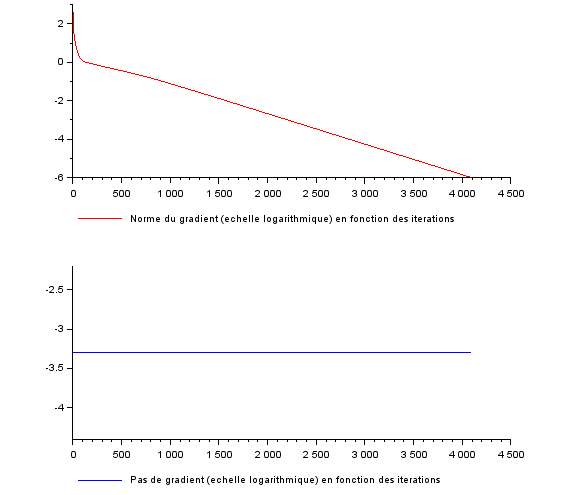 2
0
-2
-4
-6
0 500 1 000 1 500 2 000 2 500 3 000 3 500 4 000 4 500
Norme du gradient (echelle logarithmique) en fonction des iterations
-2.5
-3
-3.5
-4
0 500 1 000 1 500 2 000 2 500 3 000 3 500 4 000 4 500
Pas de gradient (echelle logarithmique) en fonction des iterations